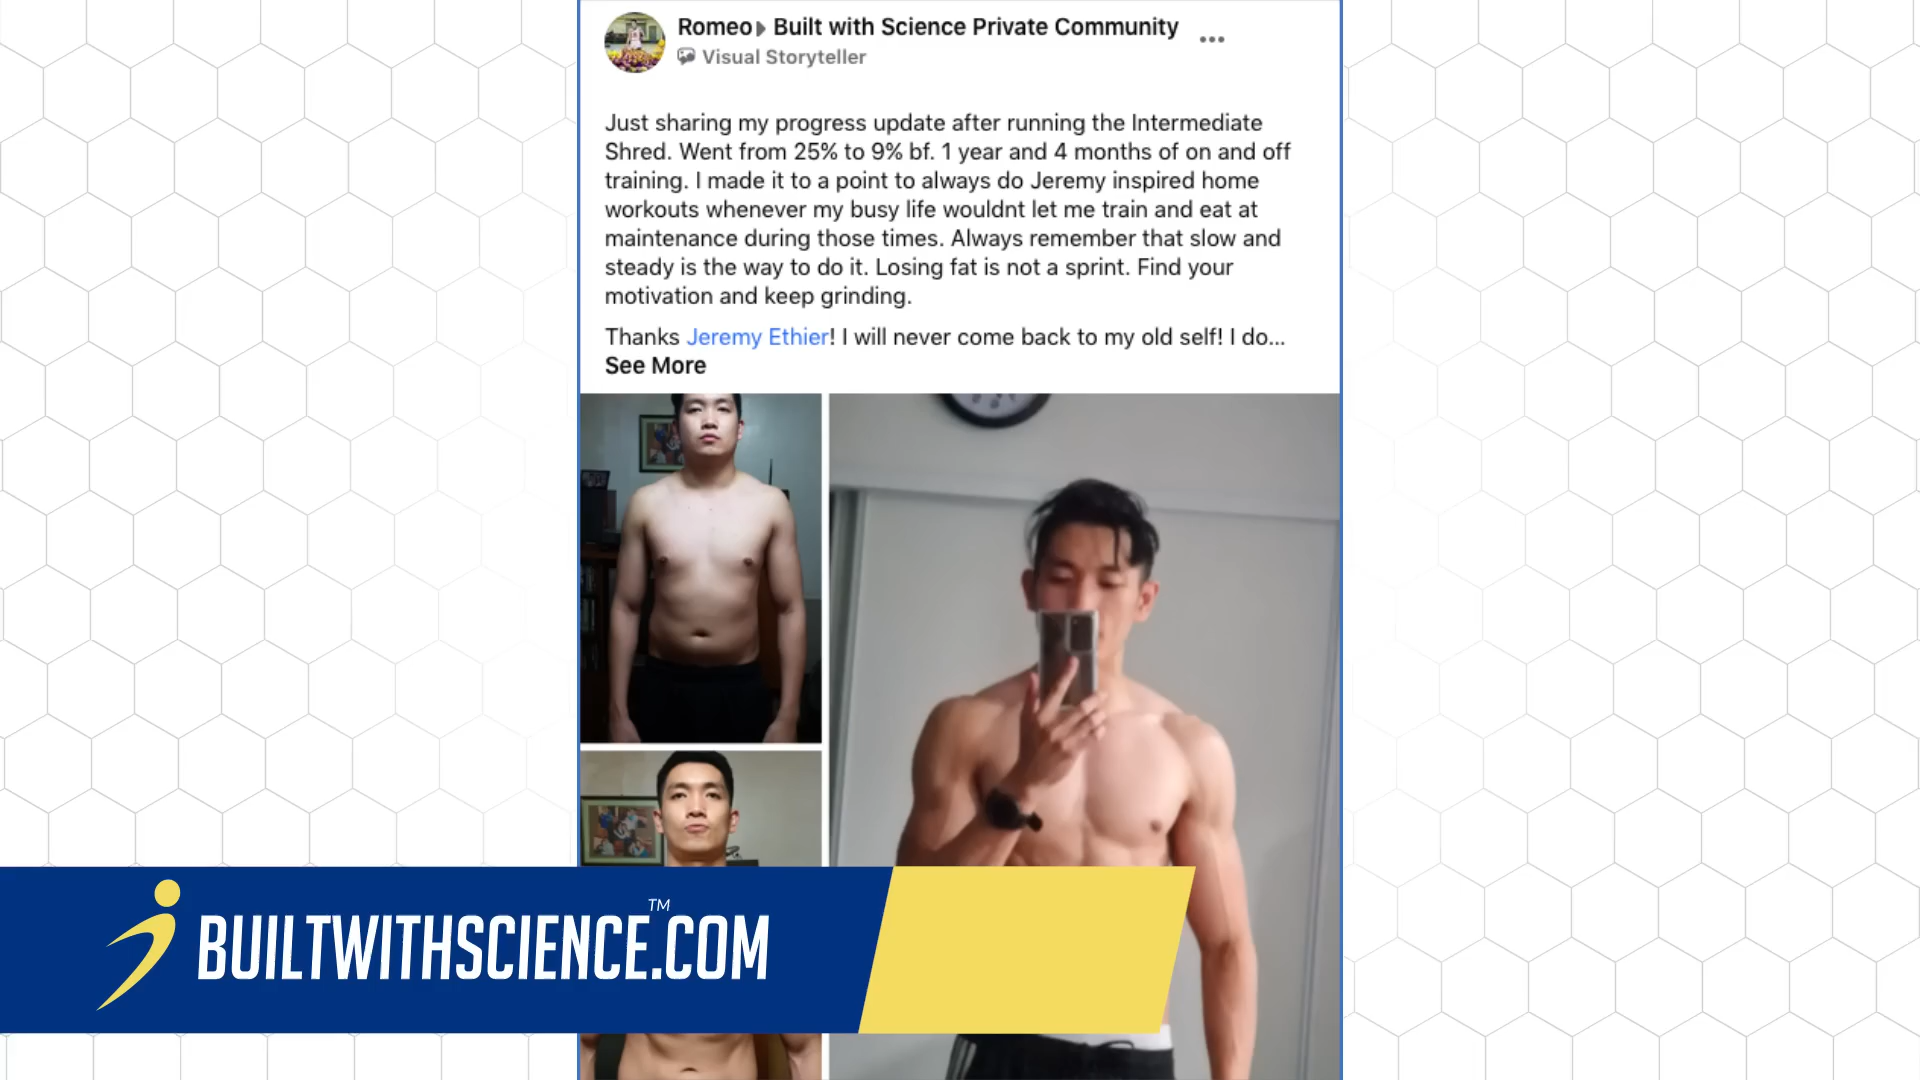 Romeo Built with Science Private Community
Visual Storyteller
Just sharing my progress update after running the Intermediate
Shred. Went from 25% to 9% bf. 1 year and 4 months of on and off
training. I made it to a point to always do Jeremy inspired home
workouts whenever my busy life wouldnt let me train and eat at
maintenance during those times. Always remember that slow and
steady is the way to do it. Losing fat is not a sprint. Find your
motivation and keep grinding.
Thanks Jeremy Ethier! I will never come back to my old self! I do...
See More
BUILTWITHSCIENCE™.COM